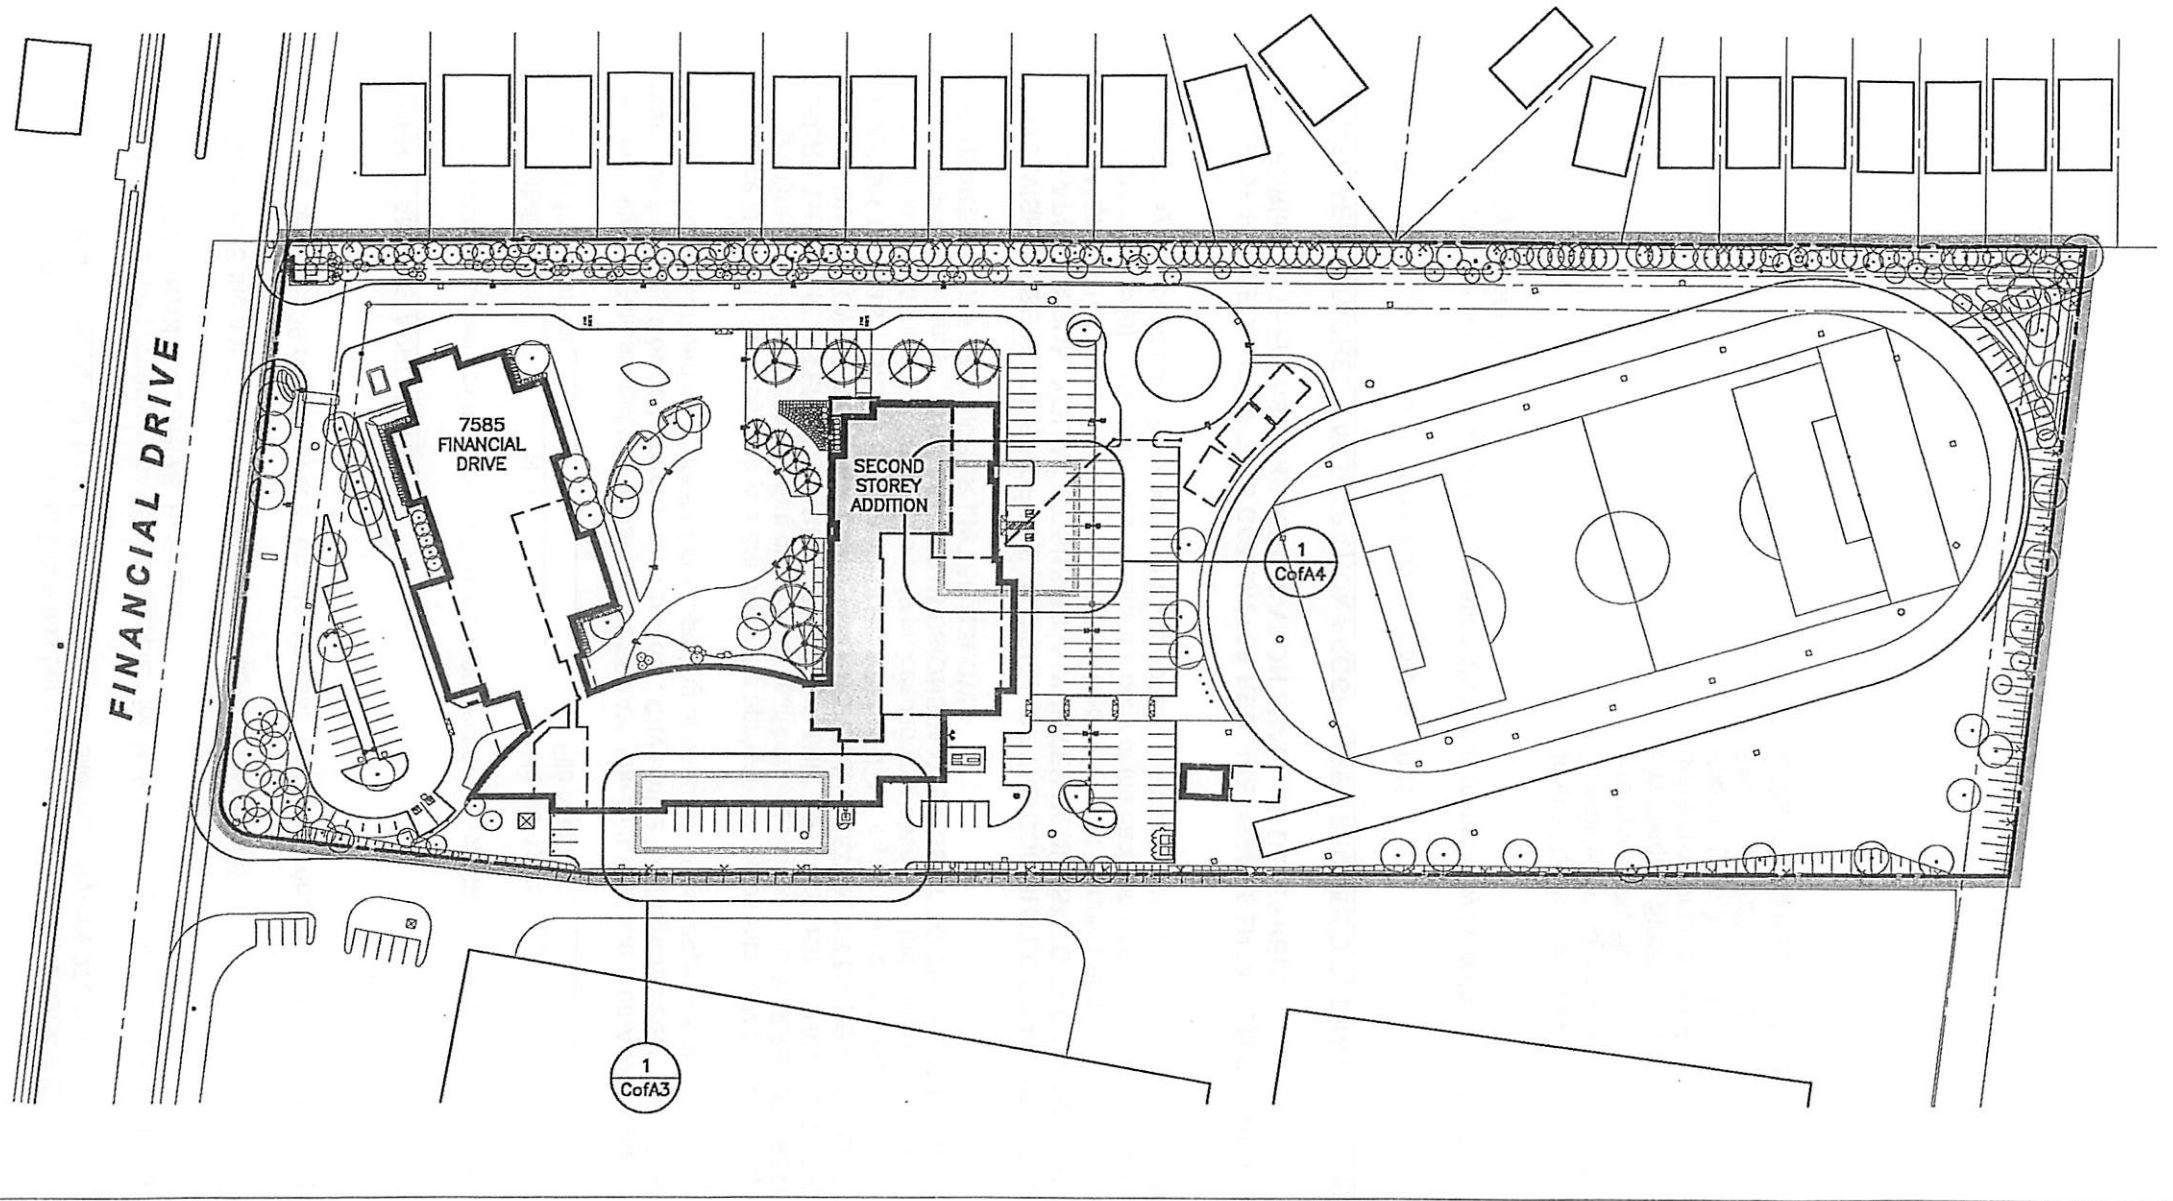 FINANCIAL DRIVE
7585
FINANCIAL
DRIVE
SECOND
STOREY
ADDITION
1
CofA4
1
CofA3